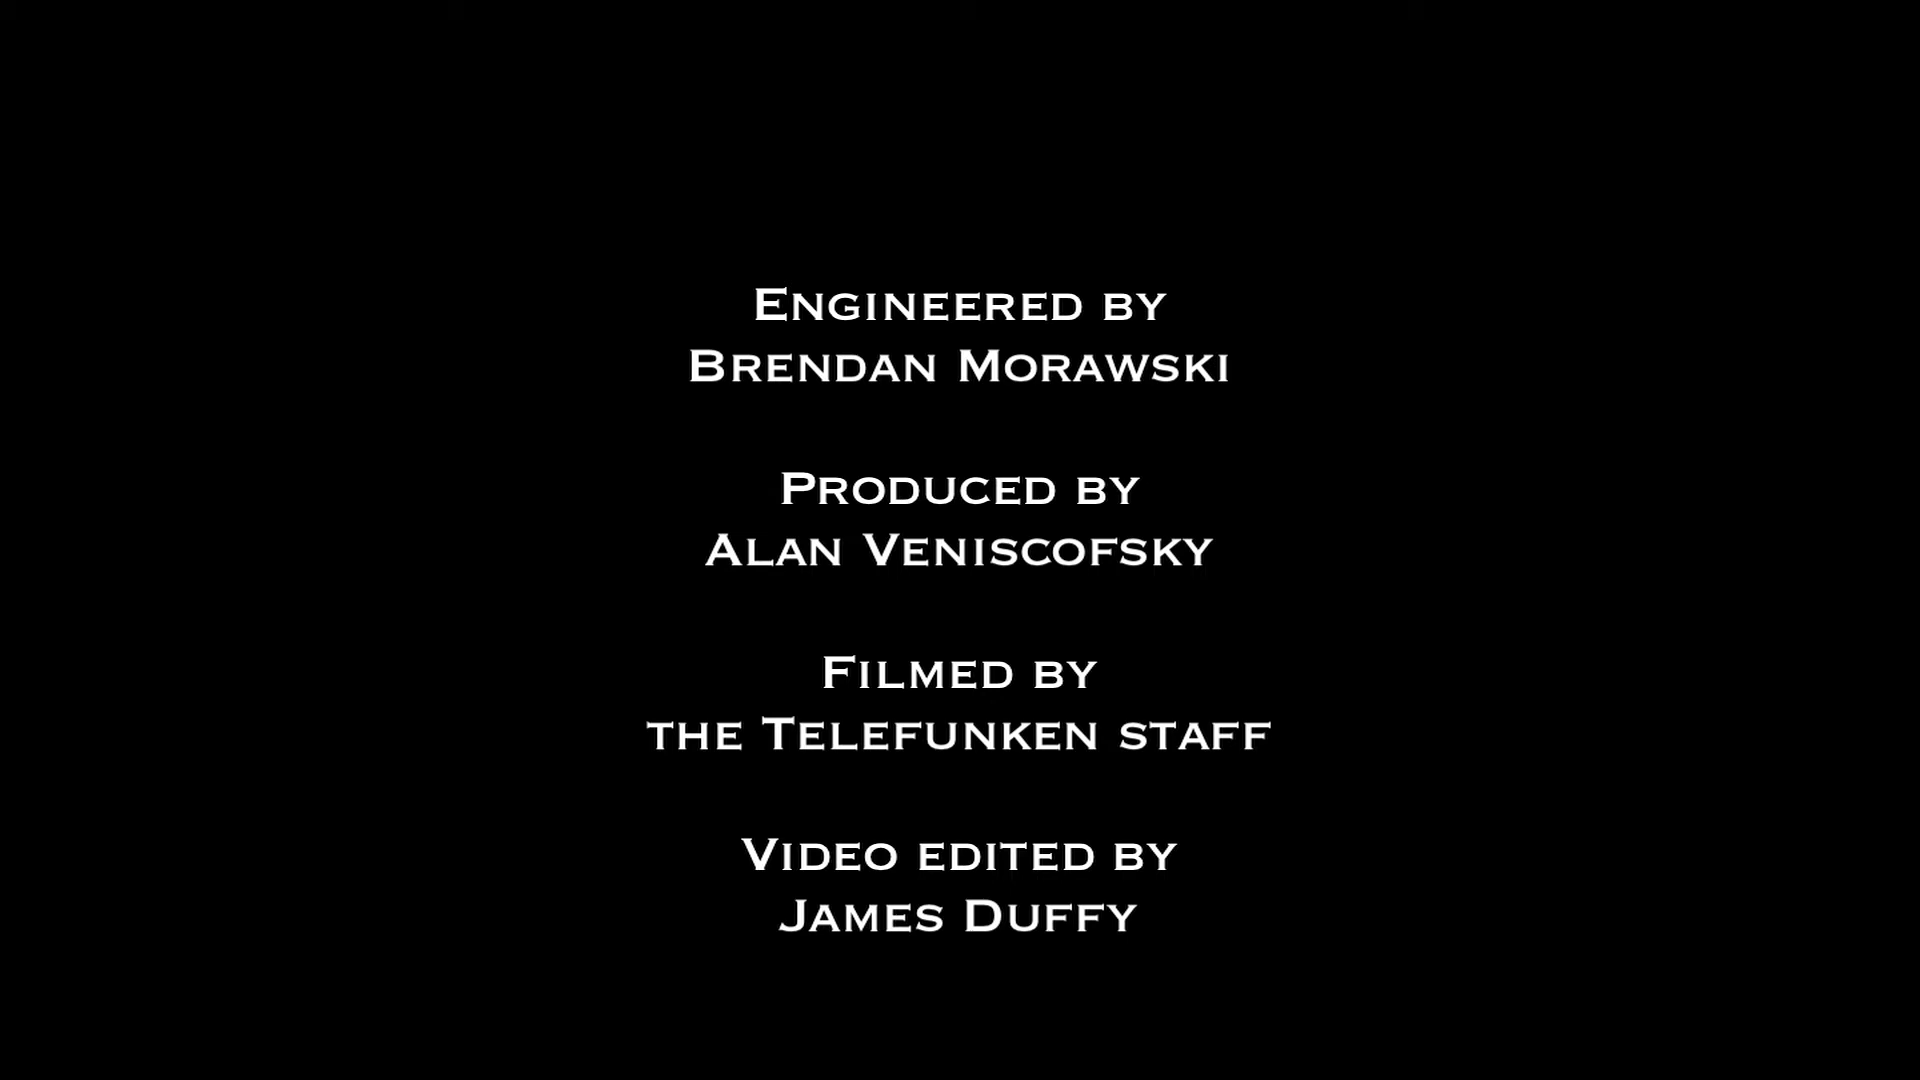 Engineered by
Brendan Morawski
Produced by
Alan Veniscofsky
Filmed by
the Telefunken staff
Video edited by
James Duffy